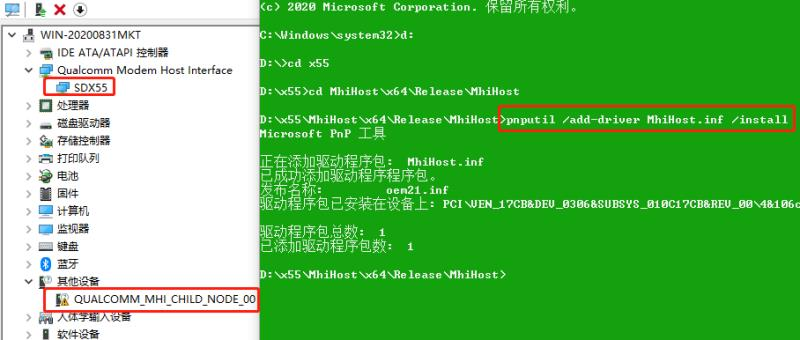 WIN-20200831MKT
IDE ATA/ATAPI 控制器
Qualcomm Modem Host Interface
SDX55
处理器
磁盘驱动器
存储控制器
打印队列
电池
固件
计算机
监视器
键盘
蓝牙
其他设备
QUALCOMM_MHI_CHILD_NODE_00
人体学输入设备
软件设备
(c) 2020 Microsoft Corporation. 保留所有权利。
C:\Windows\system32>d:
D:\>cd x55
D:\x55>cd MhiHost\x64\Release\MhiHost
D:\x55\MhiHost\x64\Release\MhiHost>pnputil /add-driver MhiHost.inf /install
Microsoft PnP 工具
正在添加驱动程序包: MhiHost.inf
已成功添加驱动程序程序包。
发布名称: oem21.inf
驱动程序包已安装在设备上: PCI\VEN_17CB&DEV_0306&SUBSYS_010C17CB&REV_00\4&106c
驱动程序包总数: 1
已添加驱动程序包数: 1
D:\x55\MhiHost\x64\Release\MhiHost>